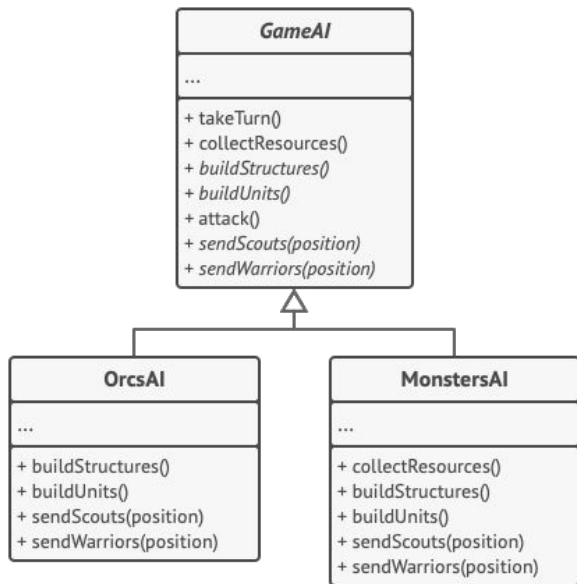 GameAI
...
+ takeTurn()
+ collectResources()
+ buildStructures()
+ buildUnits()
+ attack()
+ sendScouts(position)
+ sendWarriors(position)
OrcsAI
...
+ buildStructures()
+ buildUnits()
+ sendScouts(position)
+ sendWarriors(position)
MonstersAI
...
+ collectResources()
+ buildStructures()
+ buildUnits()
+ sendScouts(position)
+ sendWarriors(position)